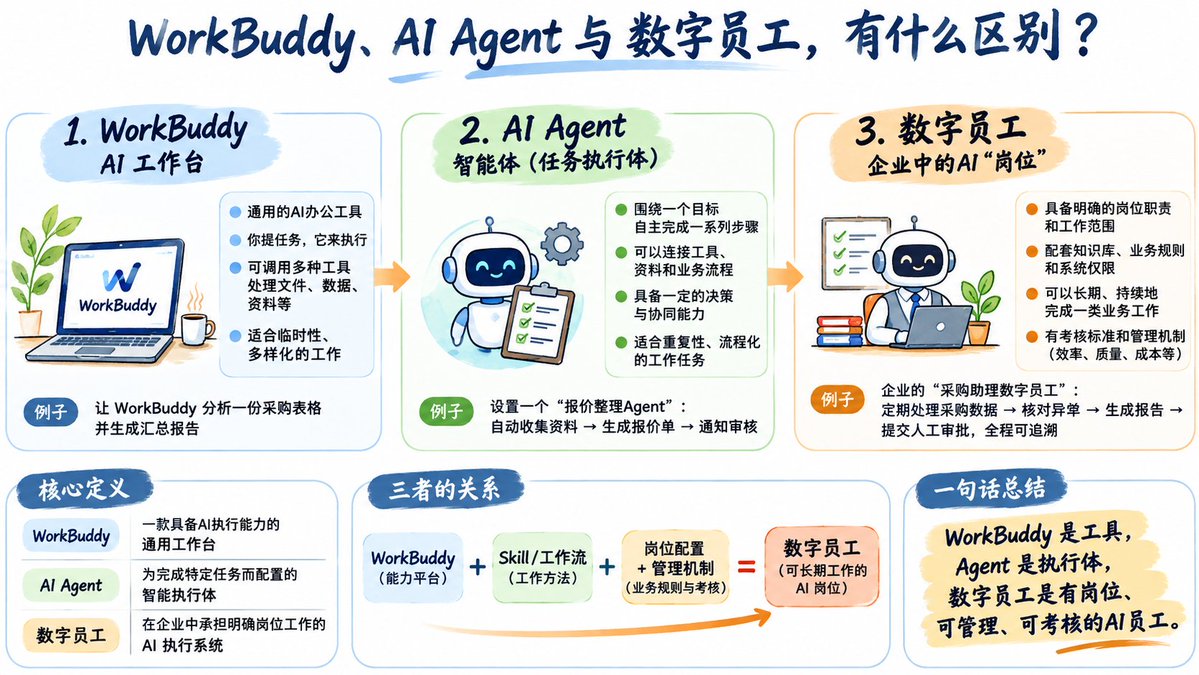 WorkBuddy、AI Agent 与 数字员工，有什么区别？
1. WorkBuddy
AI 工作台
通用的AI办公工具
你提任务，它来执行
可调用多种工具
处理文件、数据、
资料等
适合临时性、
多样化的工作
WorkBuddy
例子
让 WorkBuddy 分析一份采购表格
并生成汇总报告
2. AI Agent
智能体（任务执行体）
围绕一个目标
自主完成一系列步骤
可以连接工具、
资料和业务流程
具备一定的决策
与协同能力
适合重复性、流程化
的工作任务
例子
设置一个“报价整理Agent”：
自动收集资料 → 生成报价单 → 通知审核
3. 数字员工
企业中的AI“岗位”
具备明确的岗位职责
和工作范围
配套知识库、业务规则
和系统权限
可以长期、持续地
完成一类业务工作
有考核标准和管理机制
（效率、质量、成本等）
例子
企业的“采购助理数字员工”：
定期处理采购数据 → 核对异单 → 生成报告 →
提交人工审批，全程可追溯
核心定义
WorkBuddy
一款具备AI执行能力的
通用工作台
AI Agent
为完成特定任务而配置的
智能执行体
数字员工
在企业中承担明确岗位工作的
AI 执行系统
三者的关系
WorkBuddy
（能力平台）
+
Skill/工作流
（工作方法）
+
岗位配置
+ 管理机制
（业务规则与考核）
=
数字员工
（可长期工作的
AI 岗位）
一句话总结
WorkBuddy 是工具，
Agent 是执行体，
数字员工是有岗位、
可管理、可考核的AI员工。